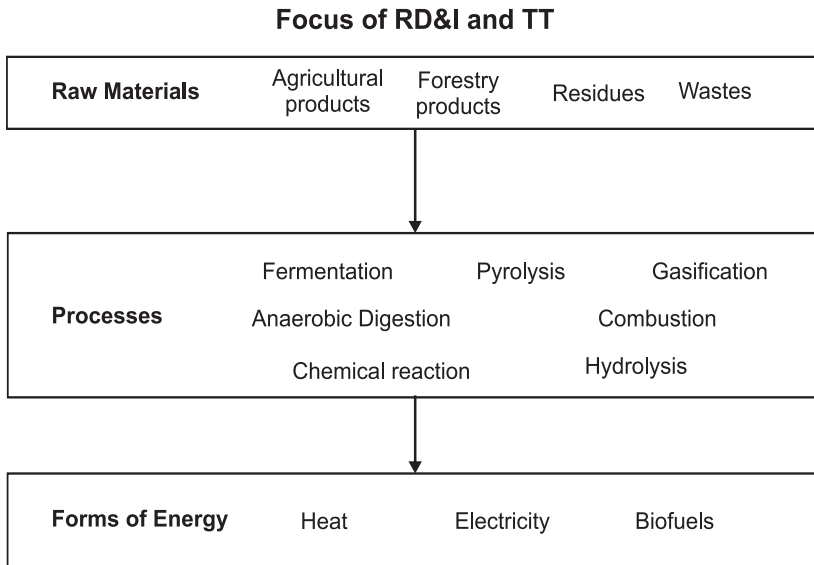 Focus of RD&I and TT
Raw Materials
Agricultural
products
Forestry
products
Residues
Wastes
Processes
Fermentation
Pyrolysis
Gasification
Anaerobic Digestion
Combustion
Chemical reaction
Hydrolysis
Forms of Energy
Heat
Electricity
Biofuels